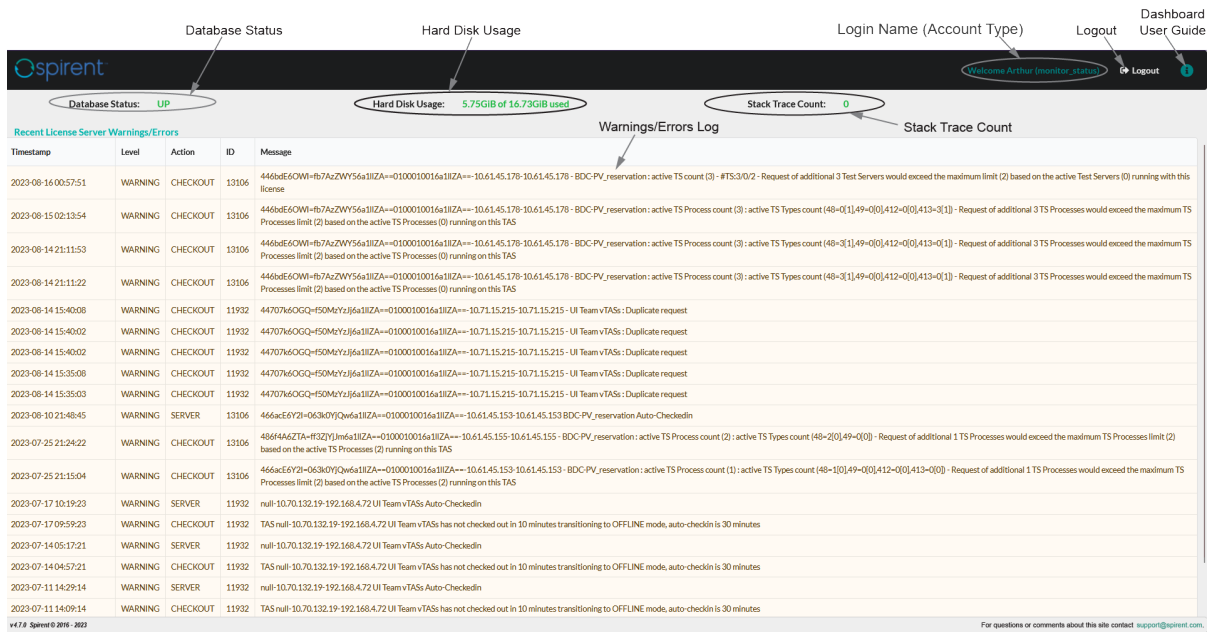 Dashboard
Database Status Hard Disk Usage Login Name (Account Type) Logout User Guide
spirent Welcome Arthur (monitor_status) Logout
Database Status: UP Hard Disk Usage: 5.75GiB of 16.73GiB used Stack Trace Count: 0
Warnings/Errors Log Stack Trace Count
Recent License Server Warnings/Errors
Timestamp Level Action ID Message
2023-08-16 00:57:51 WARNING CHECKOUT 13106 446bdE6OWI=fb7AzZWY56a1IIZA==0100010016a1IIZA==-10.61.45.178-10.61.45.178 - BDC-PV_reservation : active TS count (3) - #TS:3/0/2 - Request of additional 3 Test Servers would exceed the maximum limit (2) based on the active Test Servers (0) running with this
license
2023-08-15 02:13:54 WARNING CHECKOUT 13106 446bdE6OWI=fb7AzZWY56a1IIZA==0100010016a1IIZA==-10.61.45.178-10.61.45.178 - BDC-PV_reservation : active TS Process count (3) : active TS Types count (48=0[1],49=0[0],412=0[0],413=3[1]) - Request of additional 3 TS Processes would exceed the maximum TS
Processes limit (2) based on the active TS Processes (0) running on this TAS
2023-08-14 21:11:53 WARNING CHECKOUT 13106 446bdE6OWI=fb7AzZWY56a1IIZA==0100010016a1IIZA==-10.61.45.178-10.61.45.178 - BDC-PV_reservation : active TS Process count (3) : active TS Types count (48=3[1],49=0[0],412=0[0],413=0[1]) - Request of additional 3 TS Processes would exceed the maximum TS
Processes limit (2) based on the active TS Processes (0) running on this TAS
2023-08-14 21:11:22 WARNING CHECKOUT 13106 446bdE6OWI=fb7AzZWY56a1IIZA==0100010016a1IIZA==-10.61.45.178-10.61.45.178 - BDC-PV_reservation : active TS Process count (3) : active TS Types count (48=3[1],49=0[0],412=0[0],413=0[1]) - Request of additional 3 TS Processes would exceed the maximum TS
Processes limit (2) based on the active TS Processes (0) running on this TAS
2023-08-14 15:40:08 WARNING CHECKOUT 11932 44707k6OGQ=f50MzYzJj6a1IIZA==0100010016a1IIZA==-10.71.15.215-10.71.15.215 - UI Team vTASs : Duplicate request
2023-08-14 15:40:02 WARNING CHECKOUT 11932 44707k6OGQ=f50MzYzJj6a1IIZA==0100010016a1IIZA==-10.71.15.215-10.71.15.215 - UI Team vTASs : Duplicate request
2023-08-14 15:40:02 WARNING CHECKOUT 11932 44707k6OGQ=f50MzYzJj6a1IIZA==0100010016a1IIZA==-10.71.15.215-10.71.15.215 - UI Team vTASs : Duplicate request
2023-08-14 15:35:08 WARNING CHECKOUT 11932 44707k6OGQ=f50MzYzJj6a1IIZA==0100010016a1IIZA==-10.71.15.215-10.71.15.215 - UI Team vTASs : Duplicate request
2023-08-14 15:35:03 WARNING CHECKOUT 11932 44707k6OGQ=f50MzYzJj6a1IIZA==0100010016a1IIZA==-10.71.15.215-10.71.15.215 - UI Team vTASs : Duplicate request
2023-08-10 21:48:45 WARNING SERVER 13106 466acE6Y2I=063k0YjQw6a1IIZA==0100010016a1IIZA==-10.61.45.153-10.61.45.153 BDC-PV_reservation Auto-Checkedin
2023-07-25 21:24:22 WARNING CHECKOUT 13106 486f4A6ZTA=ff3ZjYjJm6a1IIZA==0100010016a1IIZA==-10.61.45.155-10.61.45.155 - BDC-PV_reservation : active TS Process count (2) : active TS Types count (48=2[0],49=0[0]) - Request of additional 1 TS Processes would exceed the maximum TS Processes limit (2)
based on the active TS Processes (2) running on this TAS
2023-07-25 21:15:04 WARNING CHECKOUT 13106 466acE6Y2I=063k0YjQw6a1IIZA==0100010016a1IIZA==-10.61.45.153-10.61.45.153 - BDC-PV_reservation : active TS Process count (1) : active TS Types count (48=1[0],49=0[0],412=0[0],413=0[0]) - Request of additional 1 TS Processes would exceed the maximum TS
Processes limit (2) based on the active TS Processes (2) running on this TAS
2023-07-17 10:19:23 WARNING SERVER 11932 null-10.70.132.19-192.168.4.72 UI Team vTASs Auto-Checkedin
2023-07-17 09:59:23 WARNING CHECKOUT 11932 TAS null-10.70.132.19-192.168.4.72 UI Team vTASs has not checked out in 10 minutes transitioning to OFFLINE mode, auto-checkin is 30 minutes
2023-07-14 05:17:21 WARNING SERVER 11932 null-10.70.132.19-192.168.4.72 UI Team vTASs Auto-Checkedin
2023-07-14 04:57:21 WARNING CHECKOUT 11932 TAS null-10.70.132.19-192.168.4.72 UI Team vTASs has not checked out in 10 minutes transitioning to OFFLINE mode, auto-checkin is 30 minutes
2023-07-11 14:29:14 WARNING SERVER 11932 null-10.70.132.19-192.168.4.72 UI Team vTASs Auto-Checkedin
2023-07-11 14:09:14 WARNING CHECKOUT 11932 TAS null-10.70.132.19-192.168.4.72 UI Team vTASs has not checked out in 10 minutes transitioning to OFFLINE mode, auto-checkin is 30 minutes
v4.7.0 Spirent © 2016 - 2023 For questions or comments about this site contact support@spirent.com.